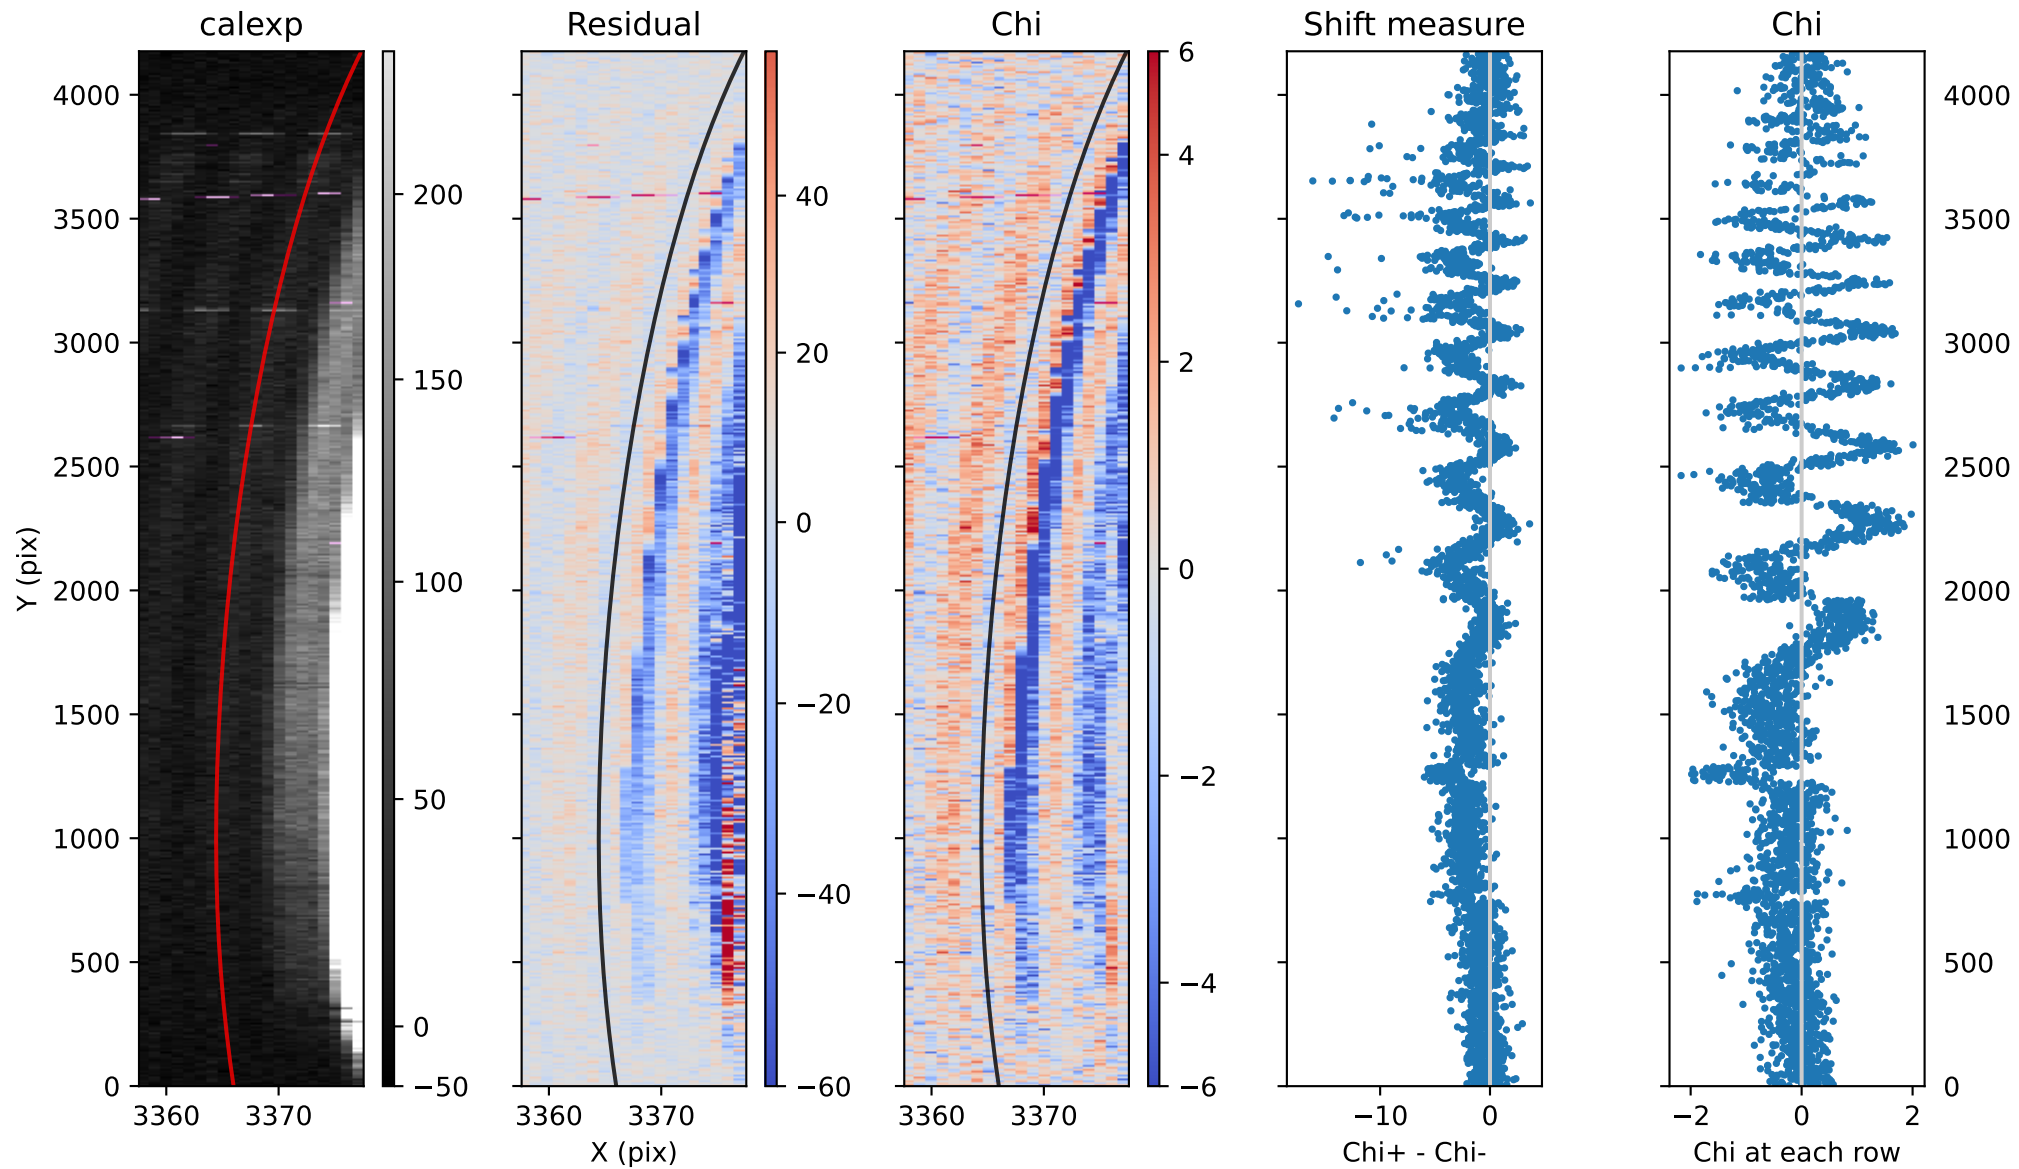 calexp Residual Chi Shift measure Chi
4000 200 40 6 4000
3500 4 3500
3000 150 20 2 3000
2500 2500
2000 100 0 0 2000
1500 −20 1500
1000 50 −2 1000
500 −40 −4 500
0 0 −50 −60 −6 0
Y (pix)
3360 3370 3360 3370 3360 3370 −10 0 −2 0 2
X (pix) Chi+ - Chi- Chi at each row